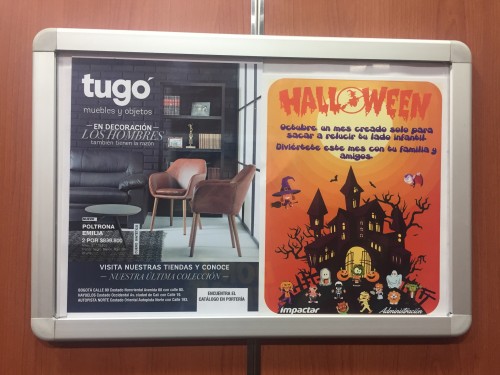 tugó
muebles y objetos
— EN DECORACIÓN —
LOS HOMBRES
también tienen la razón
POLTRONA
EMILIA
2 POR $699.800
VISITA NUESTRAS TIENDAS Y CONOCE
— NUESTRA ÚLTIMA COLECCIÓN —
ENCUENTRA EL
CATÁLOGO EN PORTERÍA
HALLOWEEN
Octubre un mes creado solo para
sacar a relucir tu lado infantil.
Diviértete este mes con tu familia y
amigos.
impactar
Administración